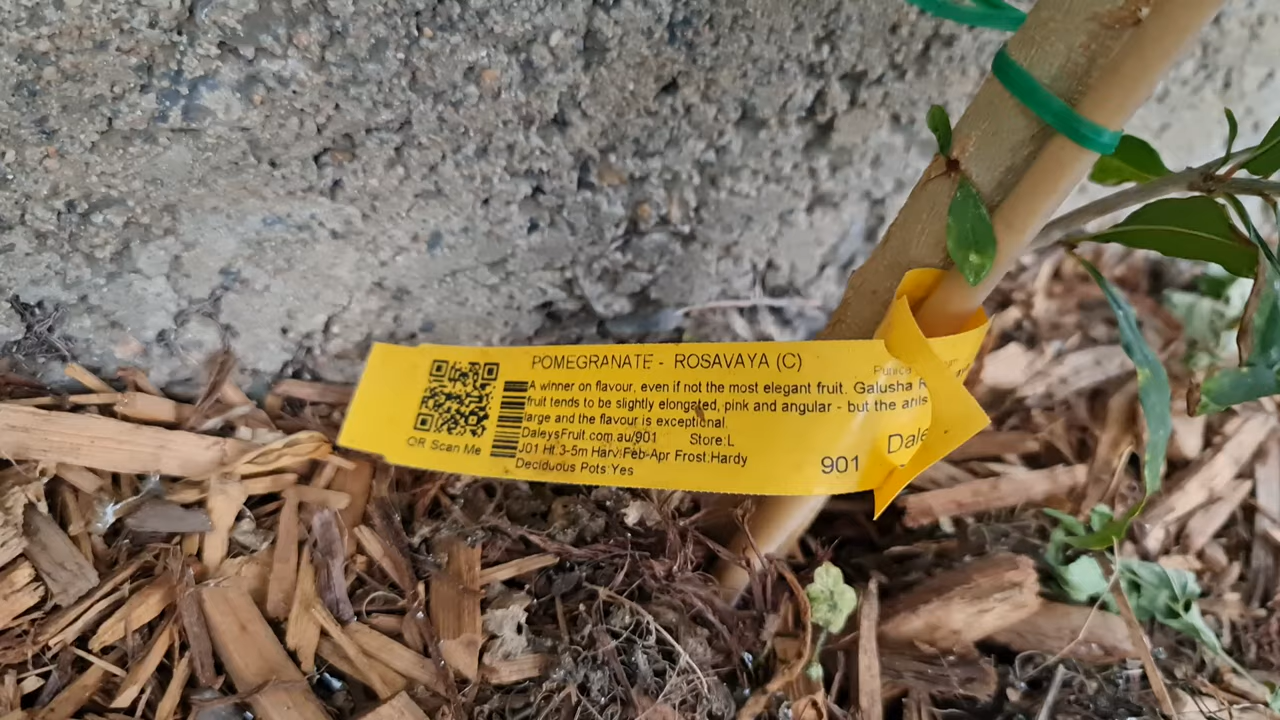 POMEGRANATE - ROSAVAYA (C)
Punica
A winner on flavour, even if not the most elegant fruit. Galusha R
fruit tends to be slightly elongated, pink and angular - but the arils
large and the flavour is exceptional.
DaleysFruit.com.au/901 Store:L
J01 Ht.3-5m Harv:Feb-Apr Frost:Hardy
Deciduous Pots:Yes
QR Scan Me
901
Dale